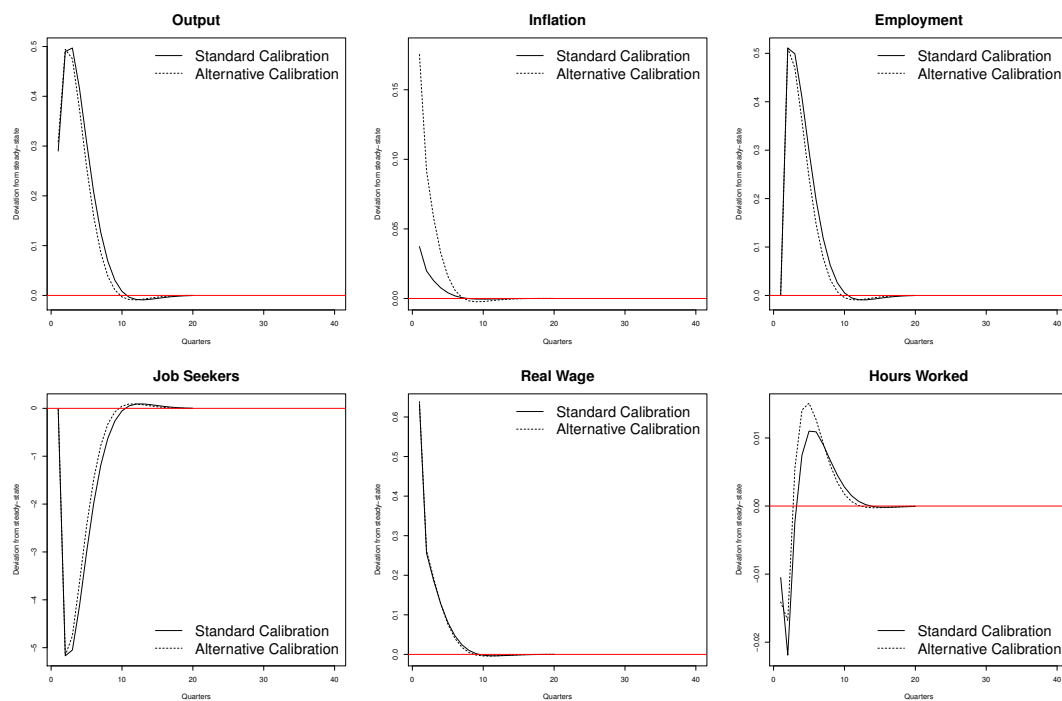 Output
Standard Calibration
Alternative Calibration
Deviation from steady-state
0.0
0.1
0.2
0.3
0.4
0.5
0
10
20
30
40
Quarters
Inflation
Standard Calibration
Alternative Calibration
Deviation from steady-state
0.00
0.05
0.10
0.15
0
10
20
30
40
Quarters
Employment
Standard Calibration
Alternative Calibration
Deviation from steady-state
0.0
0.1
0.2
0.3
0.4
0.5
0
10
20
30
40
Quarters
Job Seekers
Standard Calibration
Alternative Calibration
Deviation from steady-state
-5
-4
-3
-2
-1
0
0
10
20
30
40
Quarters
Real Wage
Standard Calibration
Alternative Calibration
Deviation from steady-state
0.0
0.1
0.2
0.3
0.4
0.5
0.6
0
10
20
30
40
Quarters
Hours Worked
Standard Calibration
Alternative Calibration
Deviation from steady-state
-0.02
-0.01
0.00
0.01
0
10
20
30
40
Quarters